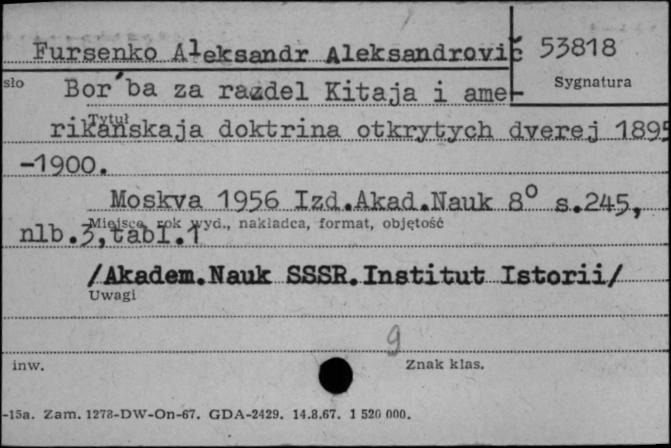 Fursenko Aleksandr Aleksandrovič 53818
sło Sygnatura
Bor´ba za razdel Kitaja i ame-
Tytuł
rikanskaja doktrina otkrytych dverej 1895
-1900.
Moskva 1956 Izd.Akad.Nauk 8° s.245,
Miejsce, rok wyd., nakładca, format, objętość
nlb.3,tabl.1
/Akadem.Nauk SSSR.Institut Istorii/
Uwagi
9
inw. Znak klas.
-15a. Zam. 1278-DW-On-67. GDA-2429. 14.8.67. 1 520 000.